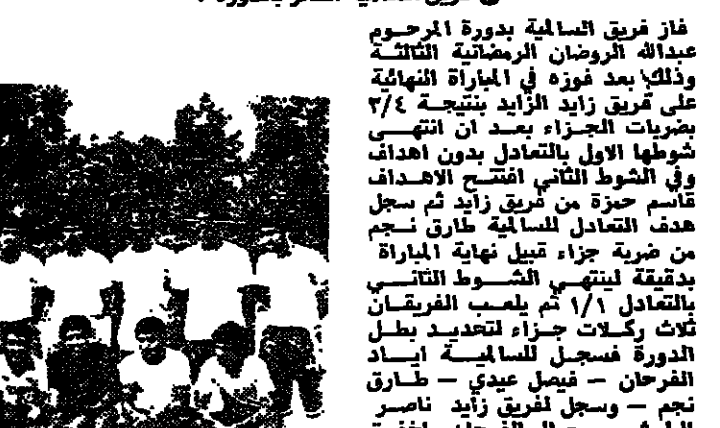 فريق السالمية الفائز بالدورة
فاز فريق السالمية بدورة المرحوم
عبدالله الروضان الرمضانية الثالثة
وذلك بعد فوزه في المباراة النهائية
على فريق زايد الزايد بنتيجة ٣/٤
بضربات الجزاء بعد ان انتهى
شوطها الاول بالتعادل بدون اهداف
وفي الشوط الثاني افتتح الاهداف
قاسم حمزة من فريق زايد ثم سجل
هدف التعادل للسالمية طارق نجم
من ضربة جزاء قبيل نهاية المباراة
بدقيقة لينتهي الشوط الثاني
بالتعادل ١/١ ثم يلعب الفريقان
ثلاث ركلات جزاء لتحديد بطل
الدورة فسجل للسالمية اياد
الفرحان — فيصل عيدي — طارق
نجم — وسجل لفريق زايد ناصر